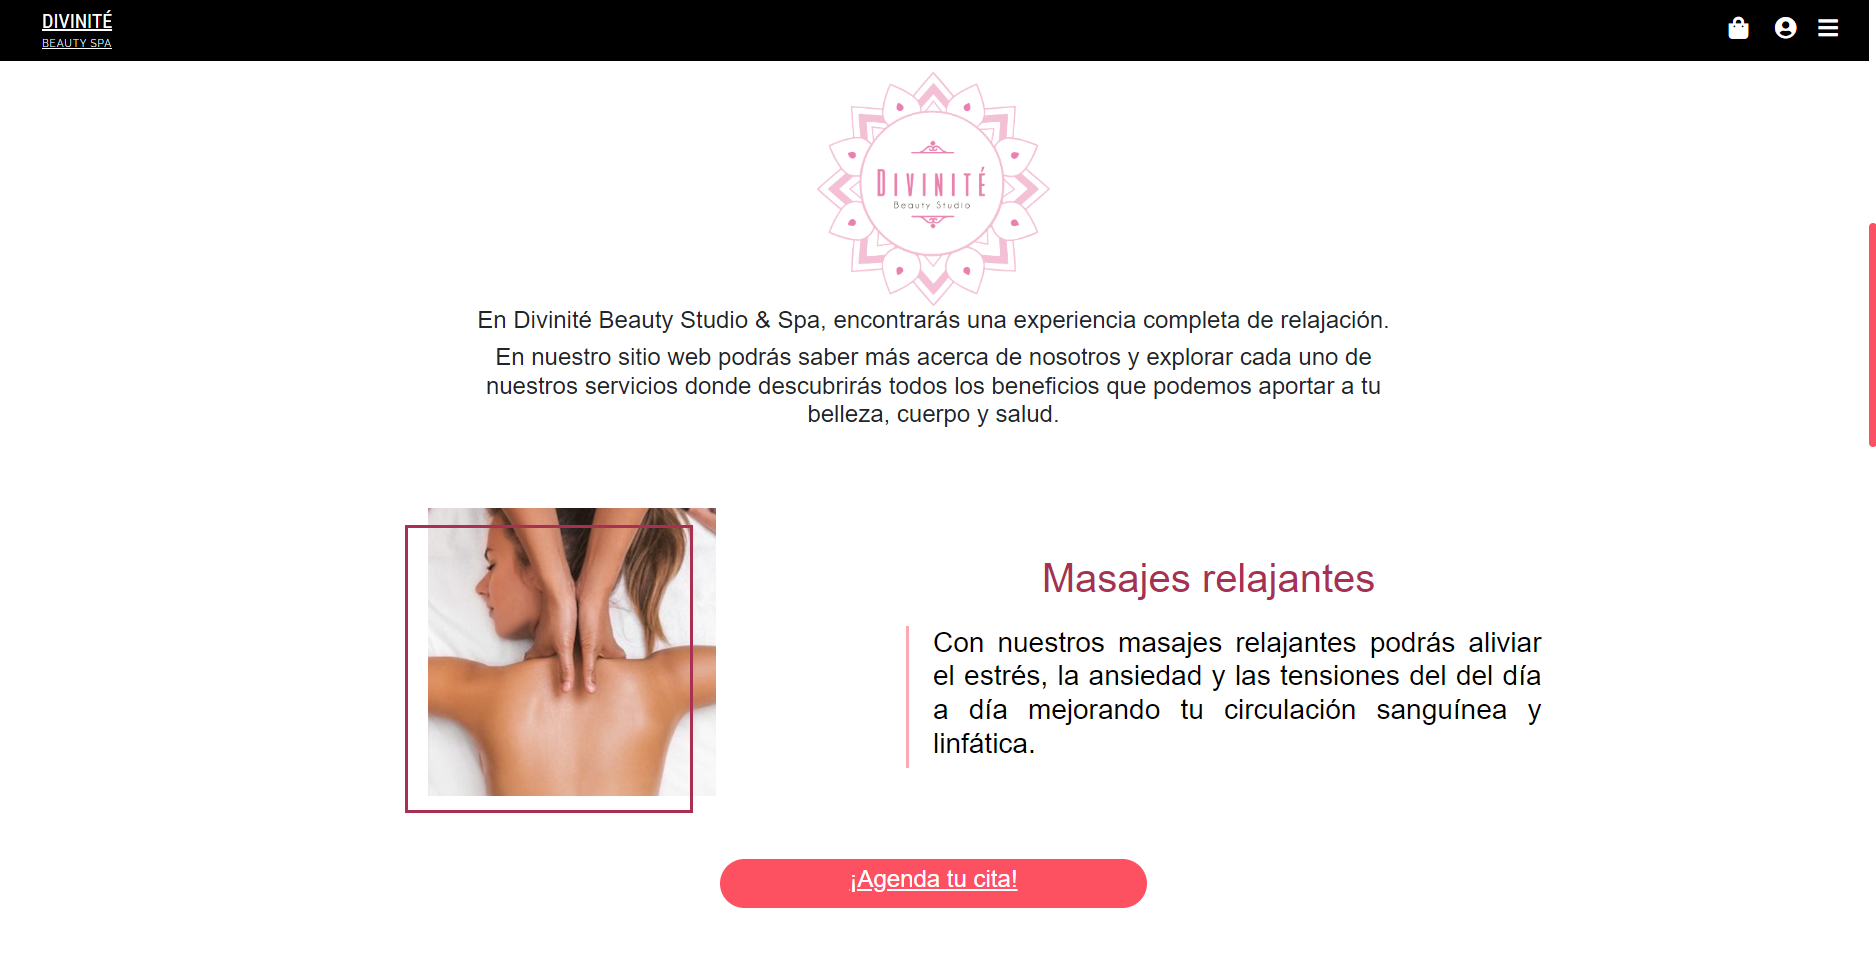 DIVINITÉ
BEAUTY SPA
DIVINITÉ
Beauty Studio
En Divinité Beauty Studio & Spa, encontrarás una experiencia completa de relajación.
En nuestro sitio web podrás saber más acerca de nosotros y explorar cada uno de
nuestros servicios donde descubrirás todos los beneficios que podemos aportar a tu
belleza, cuerpo y salud.
Masajes relajantes
Con nuestros masajes relajantes podrás aliviar
el estrés, la ansiedad y las tensiones del del día
a día mejorando tu circulación sanguínea y
linfática.
¡Agenda tu cita!